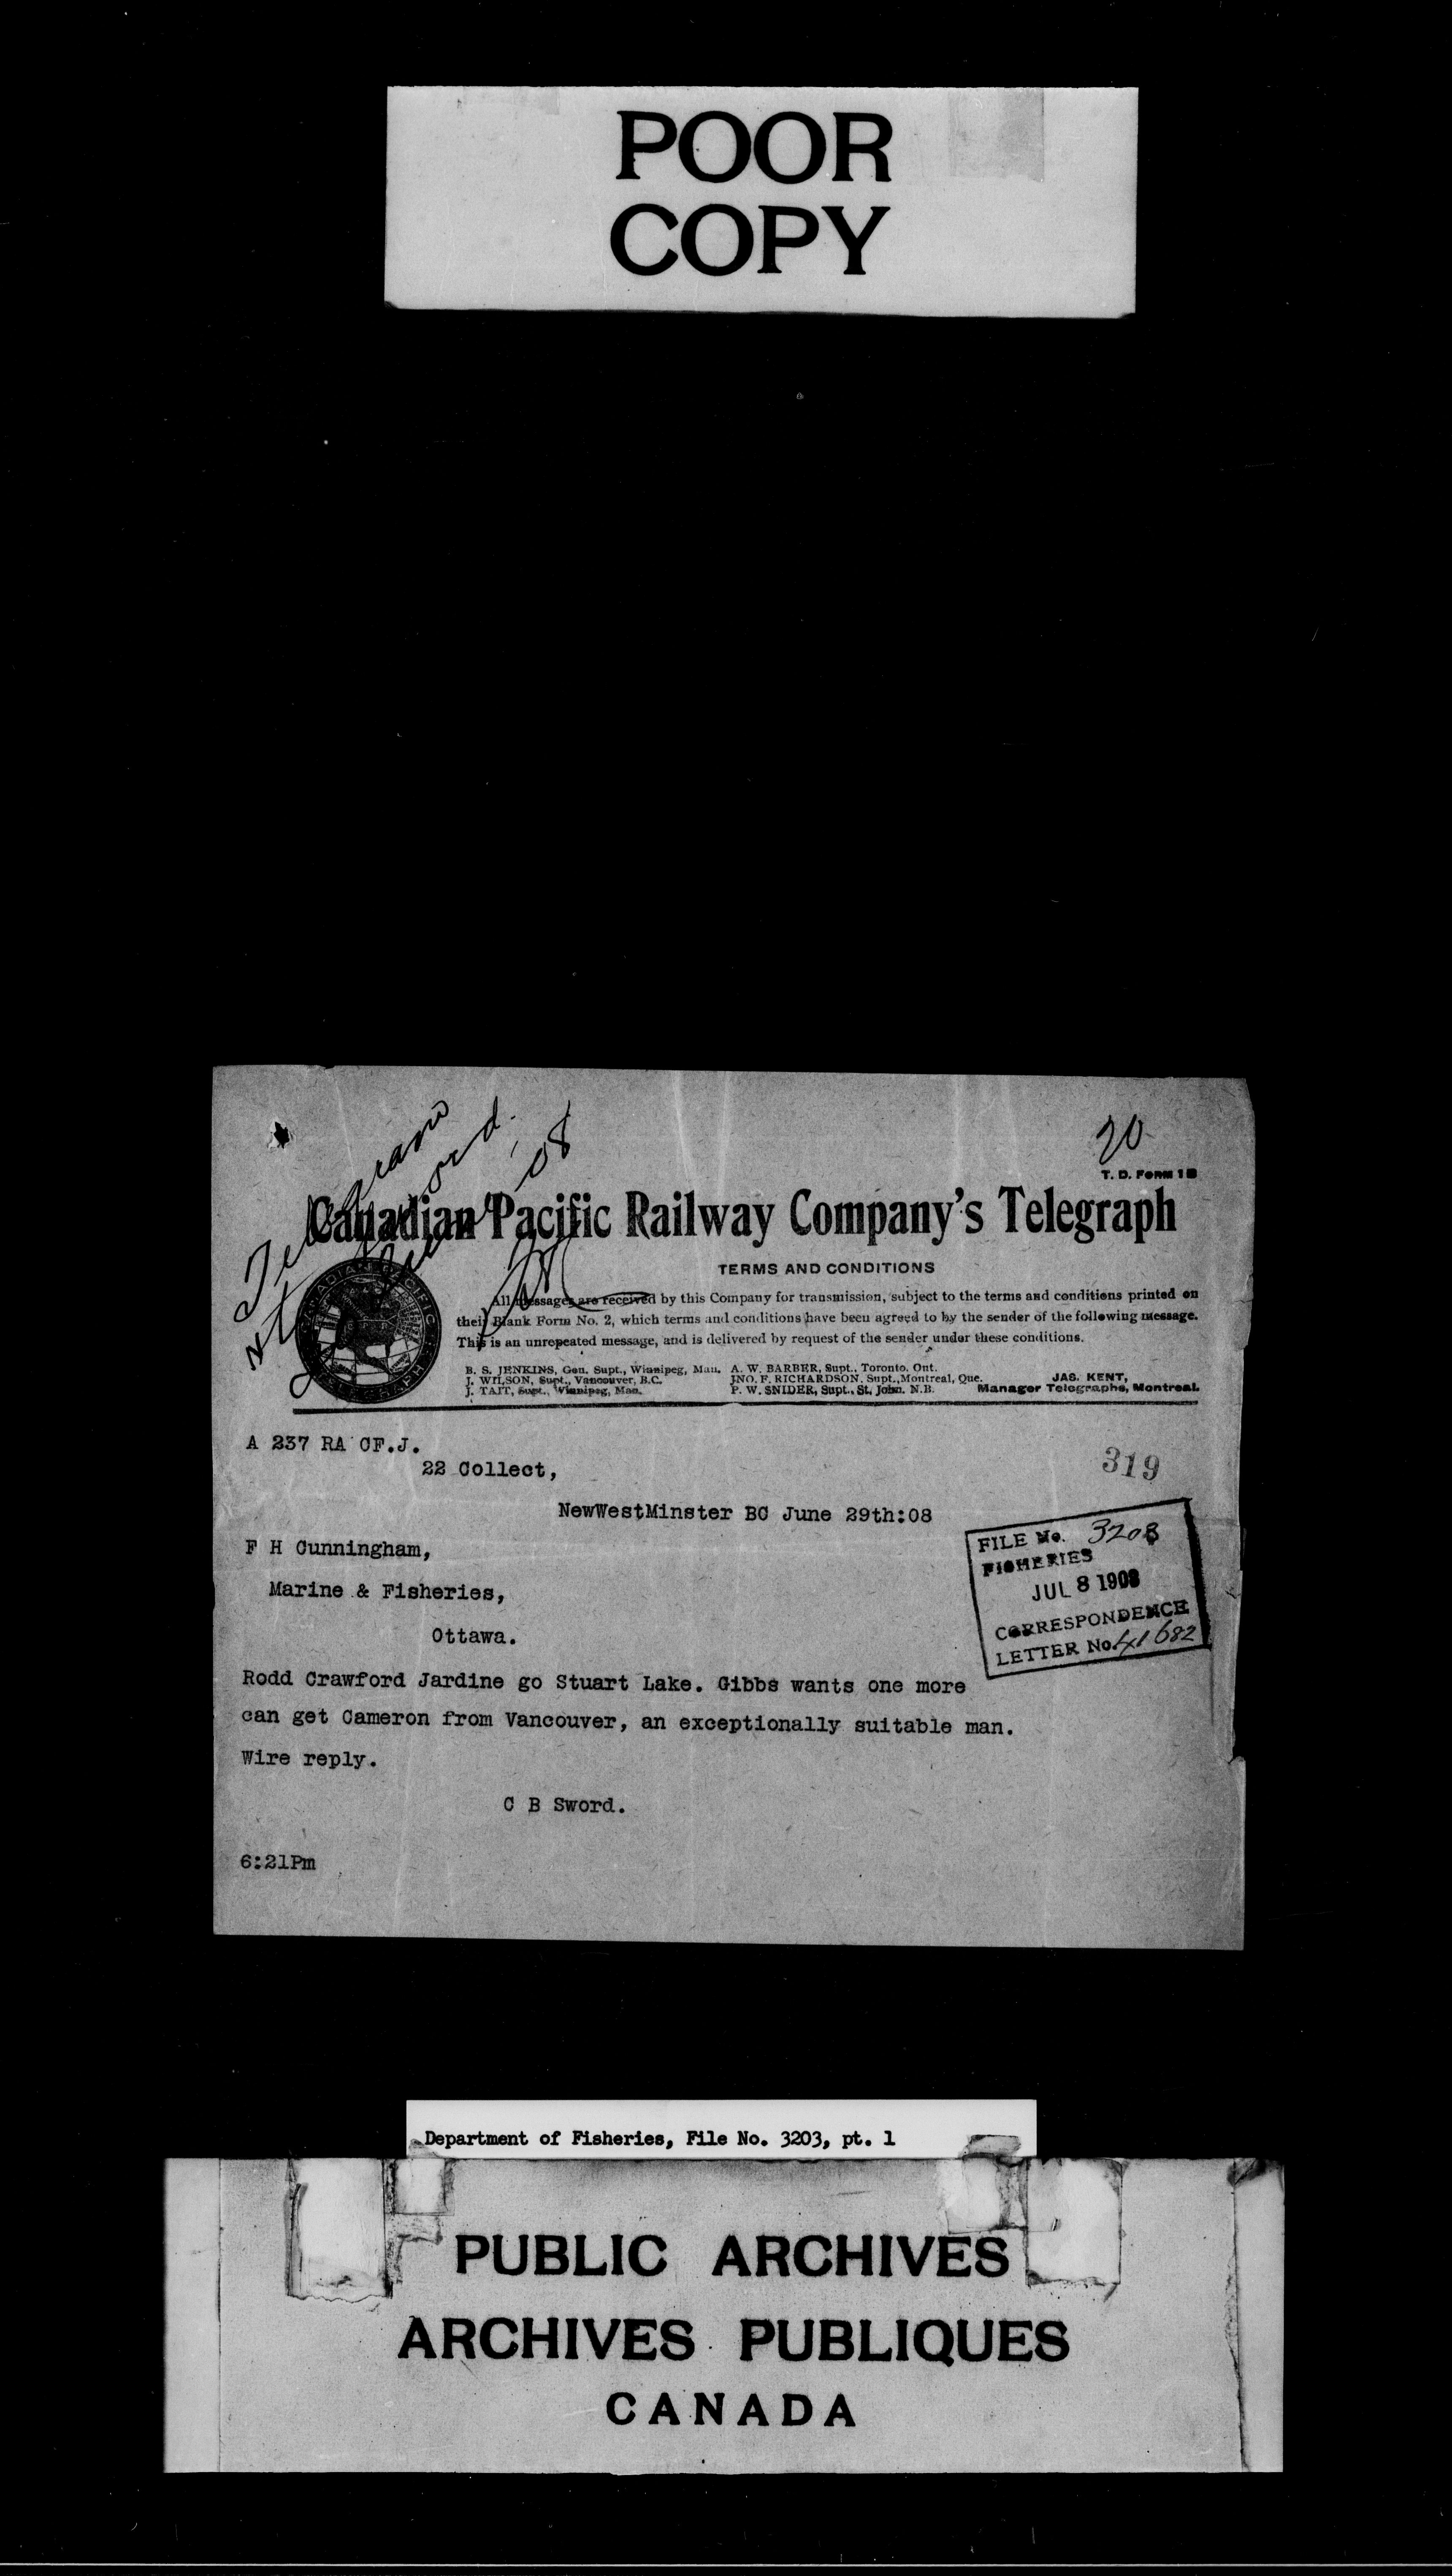 POOR
COPY
Telegram
20
T. D. FORM 1 B
Canadian Pacific Railway Company's Telegraph
TERMS AND CONDITIONS
All messages are received by this Company for transmission, subject to the terms and conditions printed on
their Blank Form No. 2, which terms and conditions have been agreed to by the sender of the following message.
This is an unrepeated message, and is delivered by request of the sender under these conditions.
B. S. JENKINS, Gen. Supt., Winnipeg, Man. A. W. BARBER, Supt., Toronto, Ont.
J. WILSON, Supt., Vancouver, B.C. JNO. F. RICHARDSON, Supt., Montreal, Que. JAS. KENT,
J. TAIT, Supt., Winnipeg, Man. P. W. SNIDER, Supt., St. John, N.B. Manager Telegraphs, Montreal.
A 237 RA CF.J.
22 Collect,
319
NewWestMinster BC June 29th:08
F H Cunningham,
Marine & Fisheries,
Ottawa.
FILE No. 3203
FISHERIES
JUL 8 1908
CORRESPONDENCE
LETTER No. 41682
Rodd Crawford Jardine go Stuart Lake. Gibbs wants one more
can get Cameron from Vancouver, an exceptionally suitable man.
Wire reply.
C B Sword.
6:21Pm
Department of Fisheries, File No. 3203, pt. 1
PUBLIC ARCHIVES
ARCHIVES PUBLIQUES
CANADA